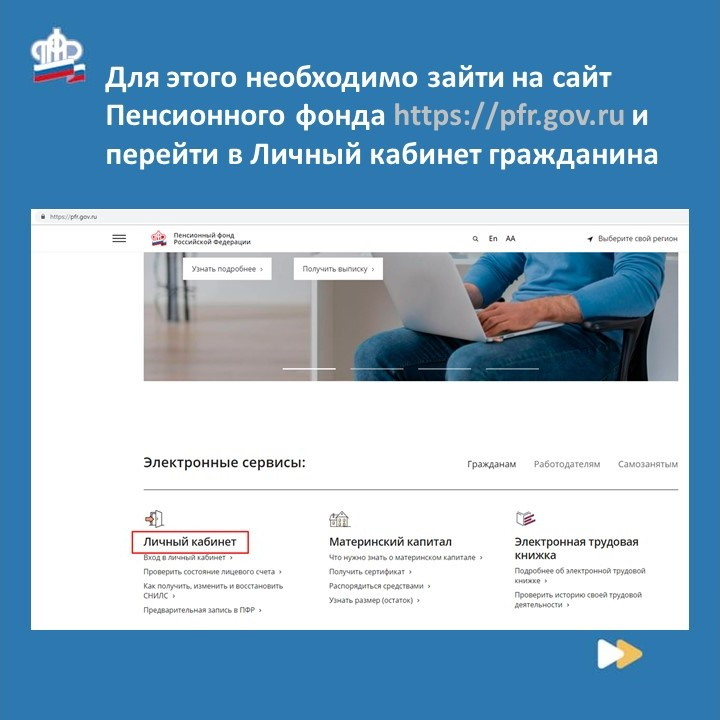 Для этого необходимо зайти на сайт
Пенсионного фонда https://pfr.gov.ru и
перейти в Личный кабинет гражданина
https://pfr.gov.ru
Пенсионный фонд
Российской Федерации
En AA
Выберите свой регион
Узнать подробнее ›
Получить выписку ›
Электронные сервисы:
Гражданам Работодателям Самозанятым
Личный кабинет
Вход в личный кабинет ›
Проверить состояние лицевого счета ›
Как получить, изменить и восстановить
СНИЛС ›
Предварительная запись в ПФР ›
Материнский капитал
Что нужно знать о материнском капитале ›
Получить сертификат ›
Распорядиться средствами ›
Узнать размер (остаток) ›
Электронная трудовая
книжка
Подробнее об электронной трудовой
книжке ›
Проверить историю своей трудовой
деятельности ›